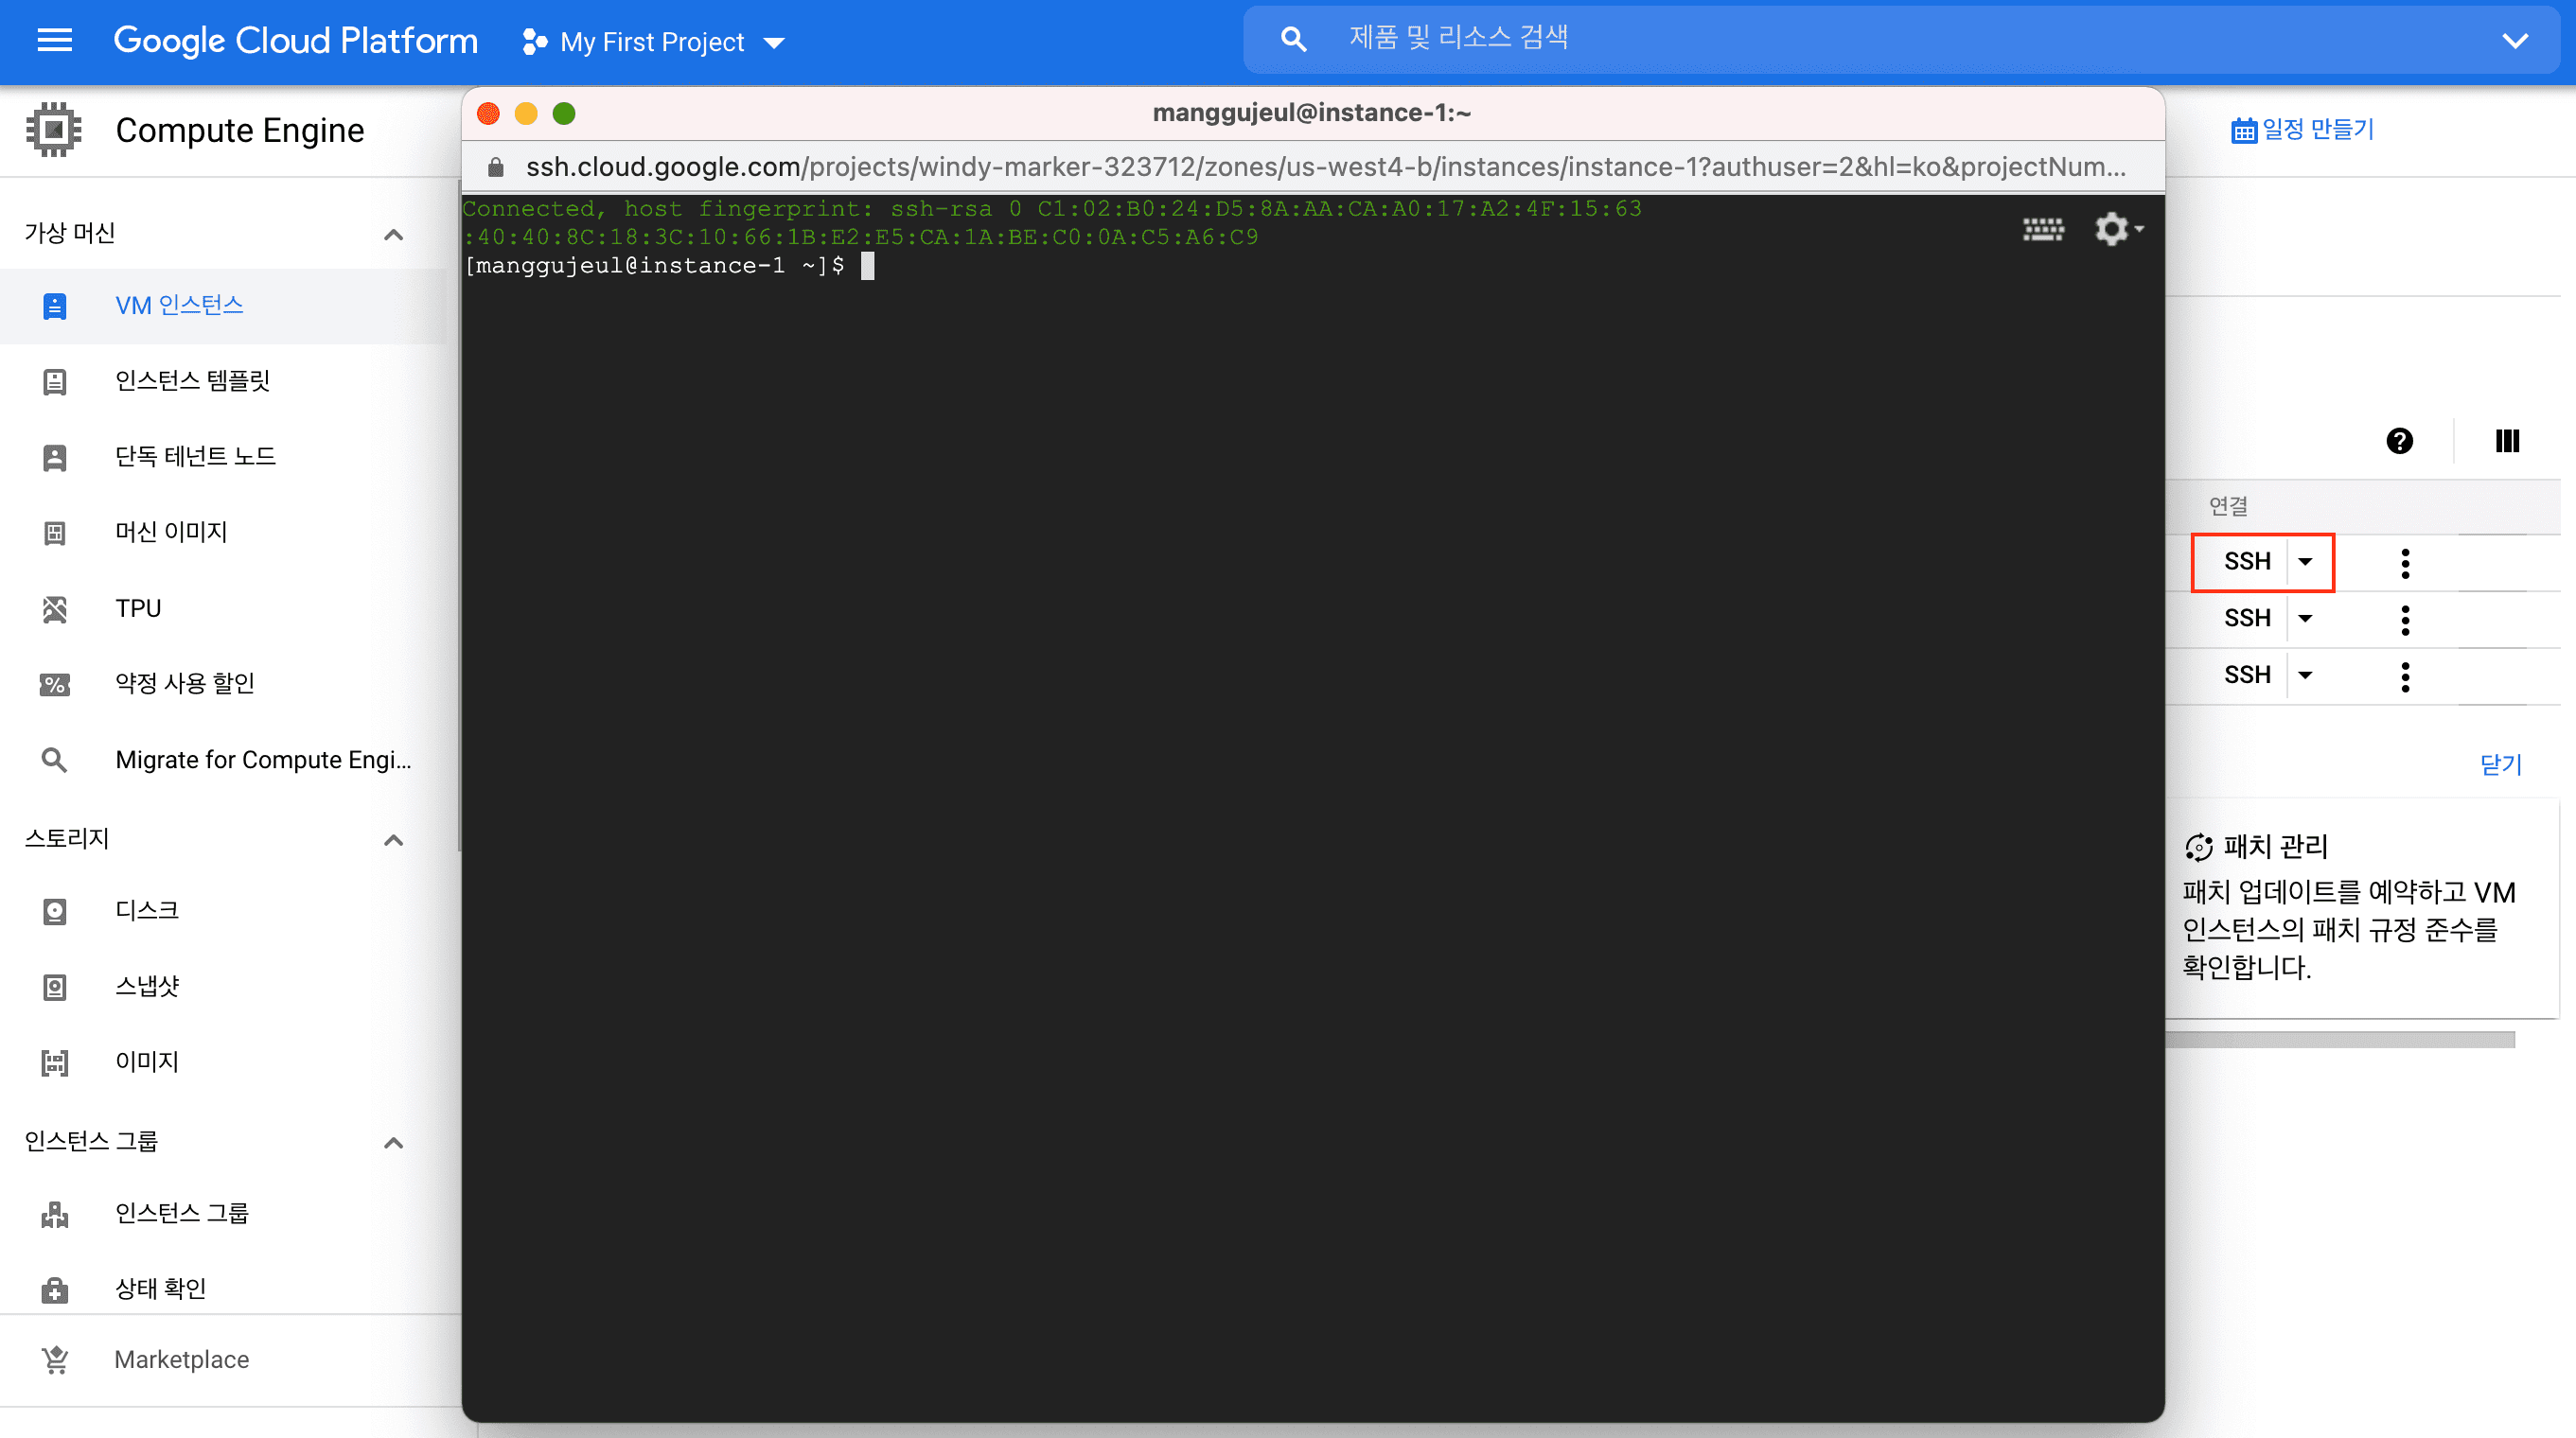 Google Cloud Platform
My First Project
제품 및 리소스 검색
Compute Engine
일정 만들기
가상 머신
VM 인스턴스
인스턴스 템플릿
단독 테넌트 노드
머신 이미지
TPU
약정 사용 할인
Migrate for Compute Engi...
스토리지
디스크
스냅샷
이미지
인스턴스 그룹
인스턴스 그룹
상태 확인
Marketplace
manggujeul@instance-1:~
ssh.cloud.google.com/projects/windy-marker-323712/zones/us-west4-b/instances/instance-1?authuser=2&hl=ko&projectNum...
Connected, host fingerprint: ssh-rsa 0 C1:02:B0:24:D5:8A:AA:CA:A0:17:A2:4F:15:63
:40:40:8C:18:3C:10:66:1B:E2:E5:CA:1A:BE:C0:0A:C5:A6:C9
[manggujeul@instance-1 ~]$
연결
SSH
SSH
SSH
닫기
패치 관리
패치 업데이트를 예약하고 VM
인스턴스의 패치 규정 준수를
확인합니다.